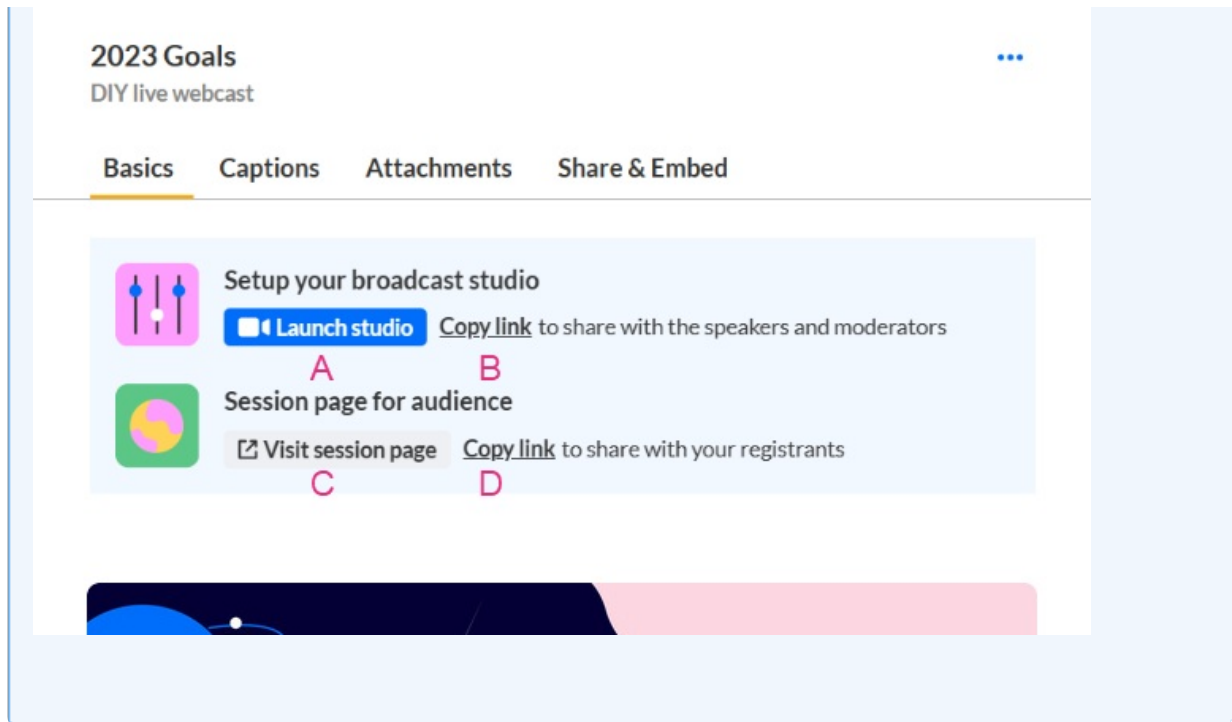 2023 Goals
DIY live webcast
Basics Captions Attachments Share & Embed
Setup your broadcast studio
Launch studio Copy link to share with the speakers and moderators
A B
Session page for audience
Visit session page Copy link to share with your registrants
C D